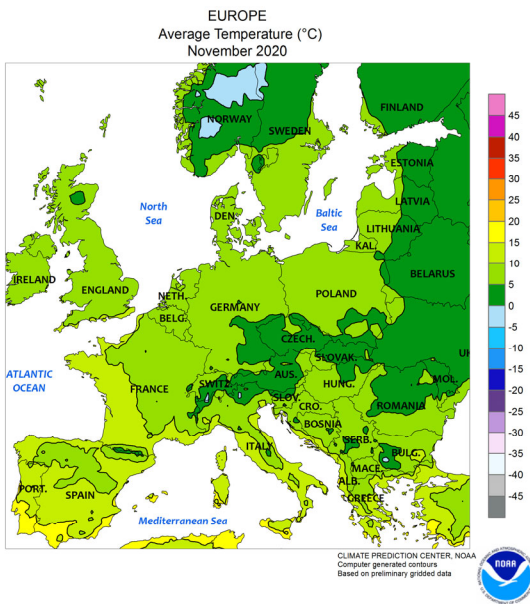 EUROPE
Average Temperature (°C)
November 2020
FINLAND
NORWAY
SWEDEN
ESTONIA
North
Sea
LATVIA
DEN.
Baltic
Sea
LITHUANIA
KAL.
IRELAND
ENGLAND
BELARUS
NETH.
POLAND
GERMANY
BELG.
CZECH.
UK
SLOVAK.
ATLANTIC
OCEAN
FRANCE
SWITZ.
AUS.
HUNG.
MOL.
SLOV.
CRO.
ROMANIA
BOSNIA
ITALY
SERB.
BULG.
PORT.
SPAIN
MACE.
ALB.
GREECE
Mediterranean Sea
45
40
35
30
25
20
15
10
5
0
-5
-10
-15
-20
-25
-30
-35
-40
-45
CLIMATE PREDICTION CENTER, NOAA
Computer generated contours
Based on preliminary gridded data
NOAA